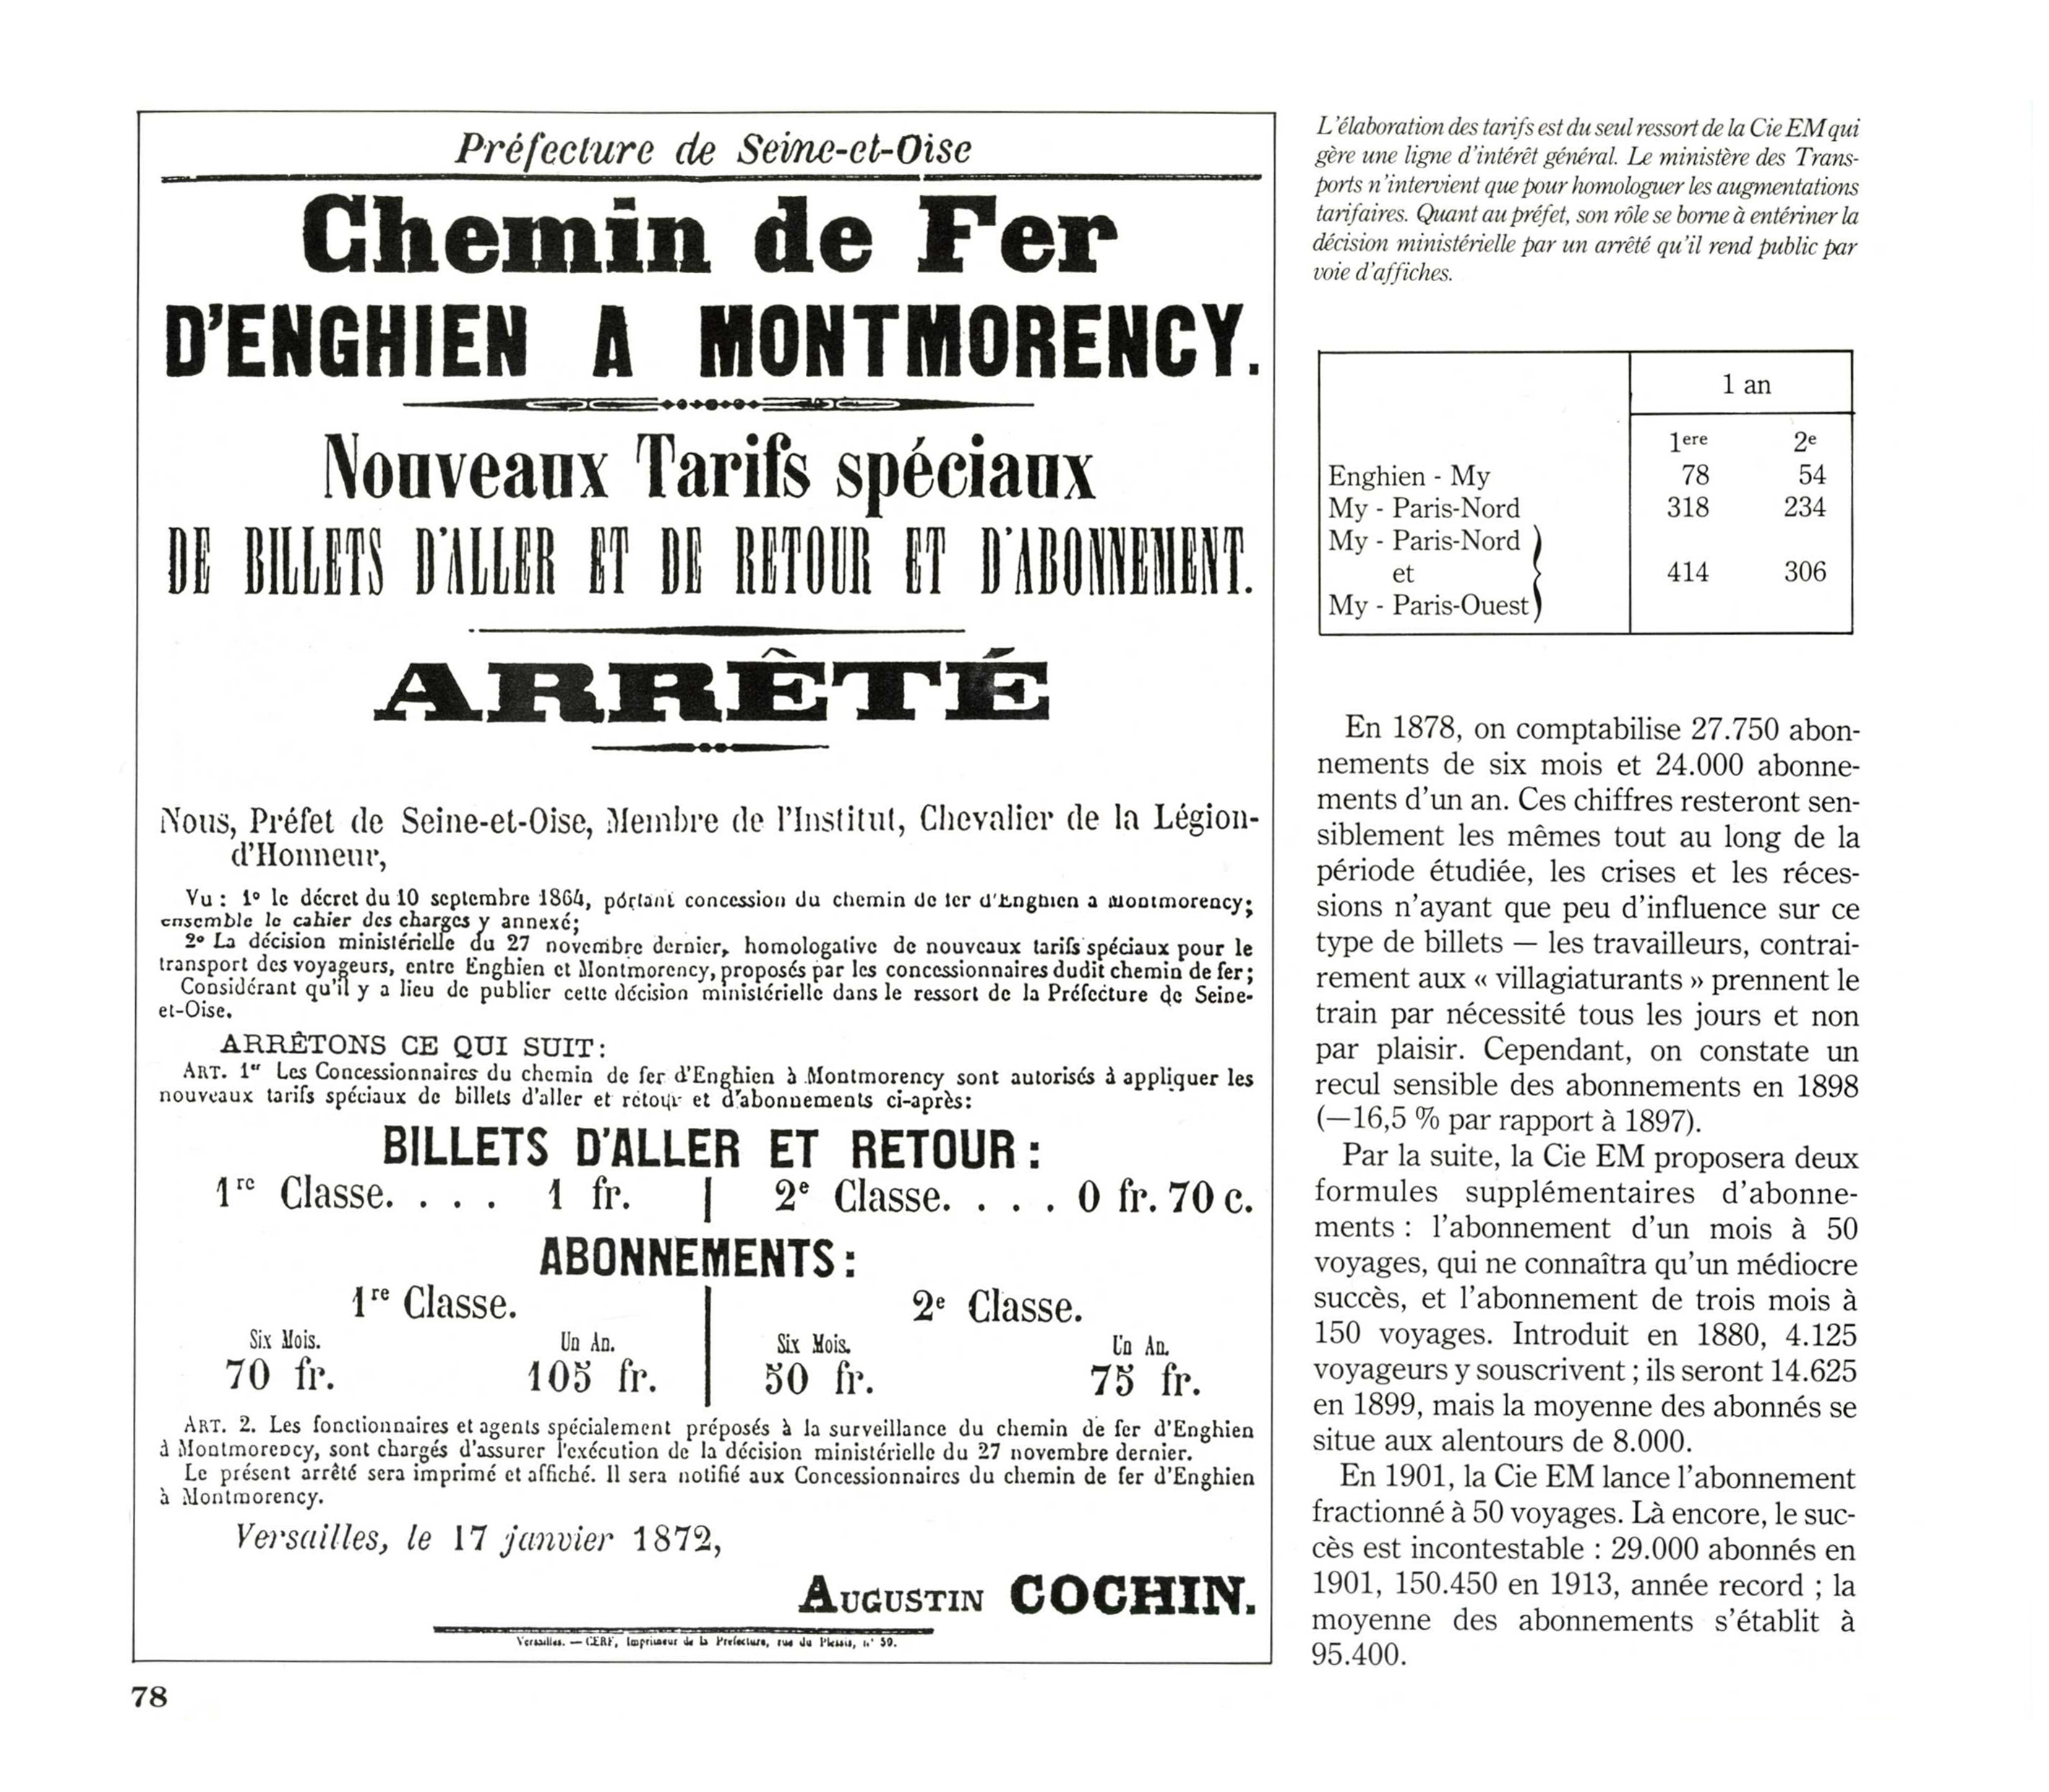 Préfecture de Seine-et-Oise
Chemin de Fer
D'ENGHIEN A MONTMORENCY.
Nouveaux Tarifs spéciaux
DE BILLETS D'ALLER ET DE RETOUR ET D'ABONNEMENT.
ARRÊTÉ
Nous, Préfet de Seine-et-Oise, Membre de l'Institut, Chevalier de la Légion-
d'Honneur,
Vu : 1º le décret du 10 septembre 1864, portant concession du chemin de fer d'Enghien a Montmorency;
ensemble le cahier des charges y annexé;
2º La décision ministérielle du 27 novembre dernier, homologative de nouveaux tarifs spéciaux pour le
transport des voyageurs, entre Enghien et Montmorency, proposés par les concessionnaires dudit chemin de fer;
Considérant qu'il y a lieu de publier cette décision ministérielle dans le ressort de la Préfecture de Seine-
et-Oise.
ARRÊTONS CE QUI SUIT:
ART. 1er Les Concessionnaires du chemin de fer d'Enghien à Montmorency sont autorisés à appliquer les
nouveaux tarifs spéciaux de billets d'aller et retour et d'abonnements ci-après:
BILLETS D'ALLER ET RETOUR :
1re Classe. . . . 1 fr. | 2e Classe. . . . 0 fr. 70 c.
ABONNEMENTS :
1re Classe. 2e Classe.
Six Mois. Un An. Six Mois. Un An.
70 fr. 105 fr. 50 fr. 75 fr.
ART. 2. Les fonctionnaires et agents spécialement préposés à la surveillance du chemin de fer d'Enghien
à Montmorency, sont chargés d'assurer l'exécution de la décision ministérielle du 27 novembre dernier.
Le présent arrêté sera imprimé et affiché. Il sera notifié aux Concessionnaires du chemin de fer d'Enghien
à Montmorency.
Versailles, le 17 janvier 1872,
AUGUSTIN COCHIN.
Versailles. — CERF, Imprimeur de la Préfecture, rue du Plessis, nº 59.
78
L'élaboration des tarifs est du seul ressort de la Cie EM qui
gère une ligne d'intérêt général. Le ministère des Trans-
ports n'intervient que pour homologuer les augmentations
tarifaires. Quant au préfet, son rôle se borne à entériner la
décision ministérielle par un arrêté qu'il rend public par
voie d'affiches.
1 an
1ere 2e
Enghien - My 78 54
My - Paris-Nord 318 234
My - Paris-Nord
et 414 306
My - Paris-Ouest
En 1878, on comptabilise 27.750 abon-
nements de six mois et 24.000 abonne-
ments d'un an. Ces chiffres resteront sen-
siblement les mêmes tout au long de la
période étudiée, les crises et les réces-
sions n'ayant que peu d'influence sur ce
type de billets — les travailleurs, contrai-
rement aux « villagiaturants » prennent le
train par nécessité tous les jours et non
par plaisir. Cependant, on constate un
recul sensible des abonnements en 1898
(—16,5 % par rapport à 1897).
Par la suite, la Cie EM proposera deux
formules supplémentaires d'abonne-
ments : l'abonnement d'un mois à 50
voyages, qui ne connaîtra qu'un médiocre
succès, et l'abonnement de trois mois à
150 voyages. Introduit en 1880, 4.125
voyageurs y souscrivent ; ils seront 14.625
en 1899, mais la moyenne des abonnés se
situe aux alentours de 8.000.
En 1901, la Cie EM lance l'abonnement
fractionné à 50 voyages. Là encore, le suc-
cès est incontestable : 29.000 abonnés en
1901, 150.450 en 1913, année record ; la
moyenne des abonnements s'établit à
95.400.